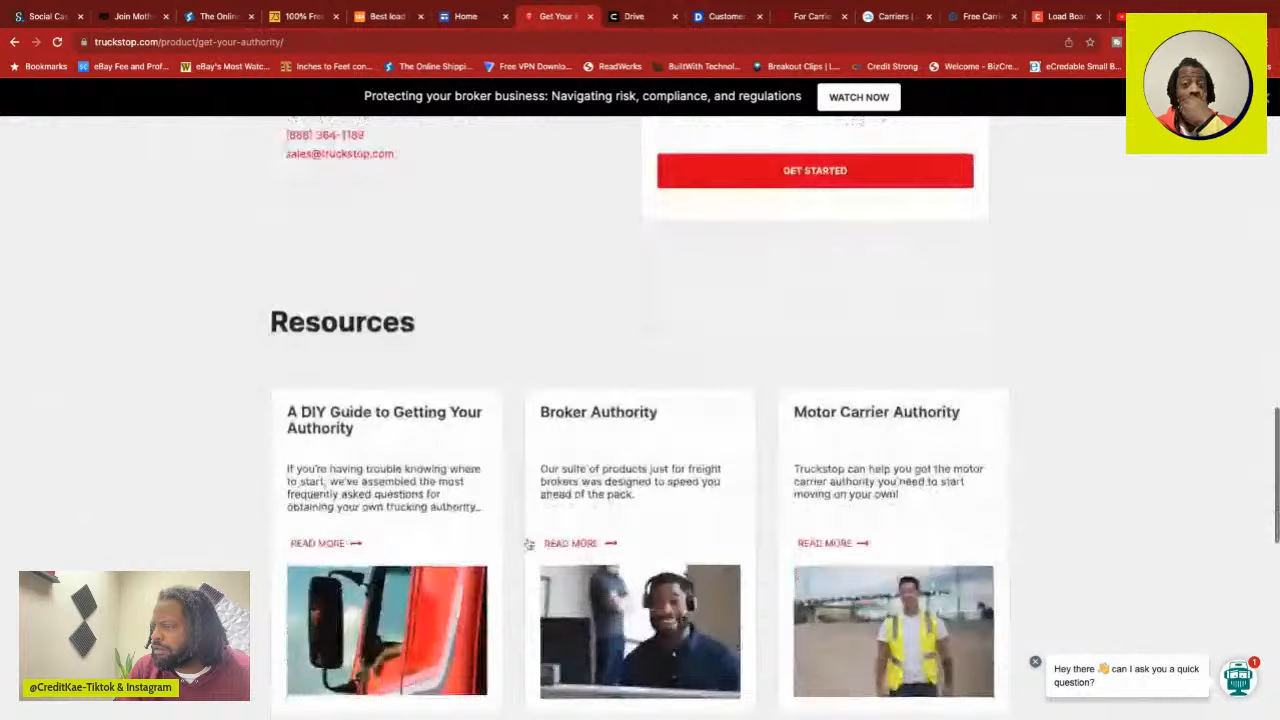 Social Ca
Join Moth
The Online
100% Free
Best load
Home
Get Your
Drive
Custome
For Carrie
Carriers |
Free Carri
Load Boa
truckstop.com/product/get-your-authority/
Bookmarks
eBay Fee and Prof...
eBay's Most Watc...
Inches to Feet con...
The Online Shippi...
Free VPN Downlo...
ReadWorks
BuiltWith Technol...
Breakout Clips | L...
Credit Strong
Welcome - BizCre...
eCredable Small B...
Protecting your broker business: Navigating risk, compliance, and regulations
WATCH NOW
(888) 364-1189
sales@truckstop.com
GET STARTED
Resources
A DIY Guide to Getting Your
Authority
If you're having trouble knowing where
to start, we've assembled the most
frequently asked questions for
obtaining your own trucking authority...
READ MORE
Broker Authority
Our suite of products just for freight
brokers was designed to speed you
ahead of the pack.
READ MORE
Motor Carrier Authority
Truckstop can help you get the motor
carrier authority you need to start
moving on your own!
READ MORE
@CreditKae-Tiktok & Instagram
Hey there 👋 can I ask you a quick
question?
1